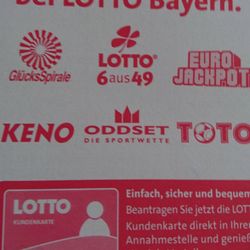 Bei LOTTO Bayern.
GlücksSpirale
LOTTO
6aus49
EURO
JACKPOT
KENO
ODDSET
DIE SPORTWETTE
TOTO
LOTTO
KUNDENKARTE
Einfach, sicher und bequem
Beantragen Sie jetzt die LOT
Kundenkarte direkt in Ihrer
Annahmestelle und genieß